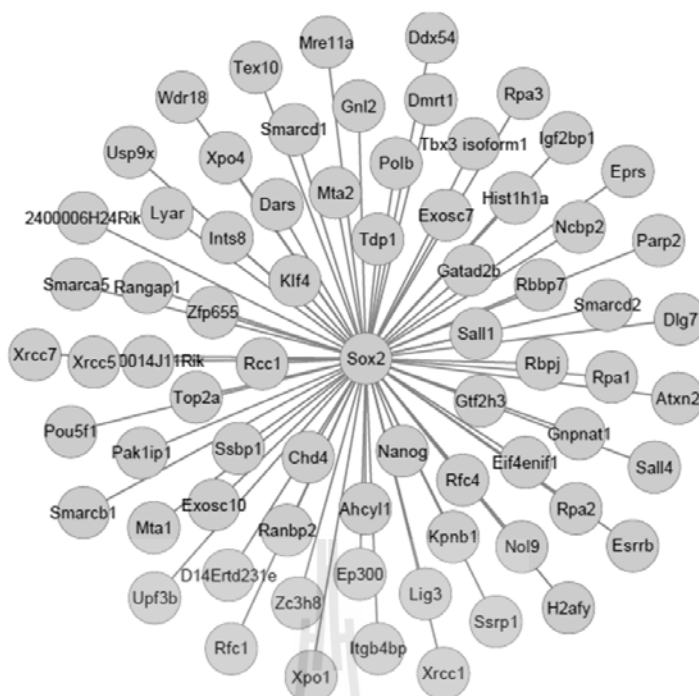 Ddx54
Mre11a
Tex10
Rpa3
Wdr18
Gnl2
Dmrt1
Smarcd1
Tbx3 isoform1
Igf2bp1
Usp9x
Xpo4
Polb
Eprs
Mta2
Hist1h1a
Dars
Exosc7
2400006H24Rik
Lyar
Ncbp2
Ints8
Tdp1
Parp2
Gatad2b
Klf4
Rbbp7
Smarca5
Rangap1
Smarcd2
Zfp655
Dlg7
Sall1
Xrcc7
Xrcc5
0014J11Rik
Rcc1
Sox2
Rbpj
Rpa1
Top2a
Gtf2h3
Atxn2
Pou5f1
Gnpnat1
Pak1ip1
Ssbp1
Chd4
Nanog
Eif4enif1
Sall4
Rfc4
Smarcb1
Mta1
Exosc10
Ahcyl1
Rpa2
Ranbp2
Kpnb1
Nol9
Esrrb
D14Ertd231e
Ep300
Upf3b
Zc3h8
Lig3
H2afy
Ssrp1
Rfc1
Itgb4bp
Xpo1
Xrcc1